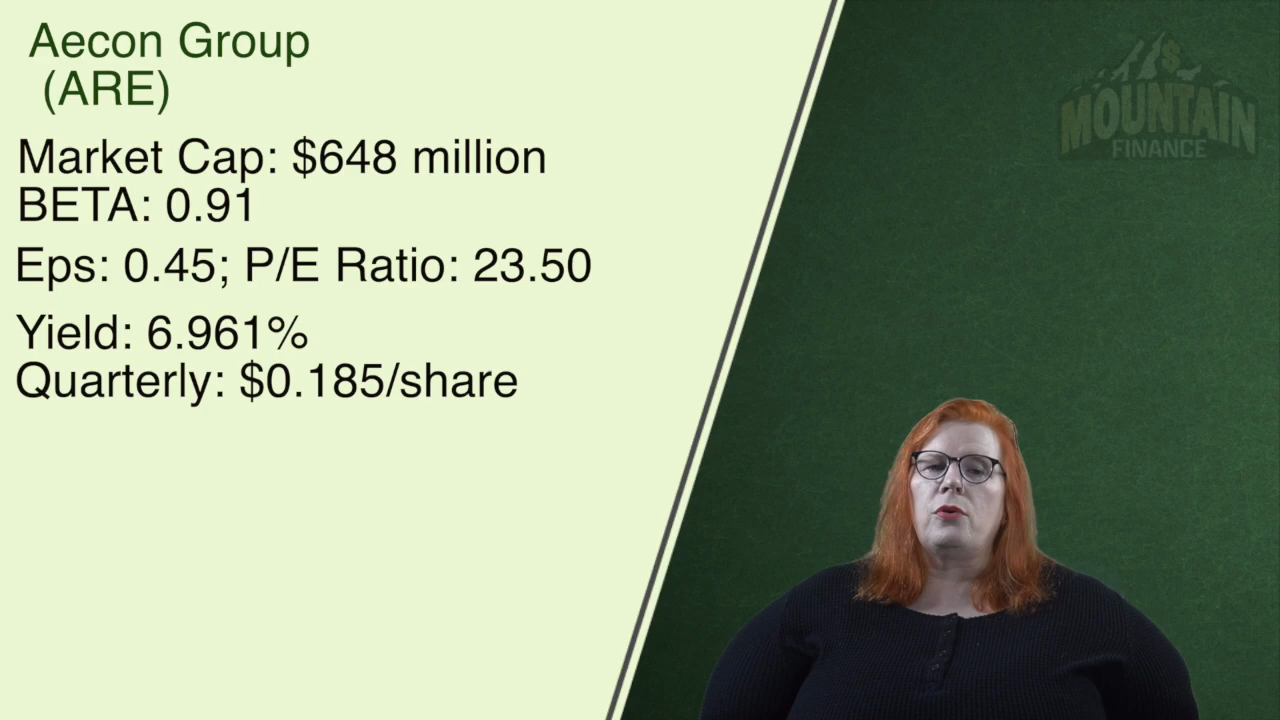 Aecon Group
(ARE)
Market Cap: $648 million
BETA: 0.91
Eps: 0.45; P/E Ratio: 23.50
Yield: 6.961%
Quarterly: $0.185/share
$
MOUNTAIN
FINANCE